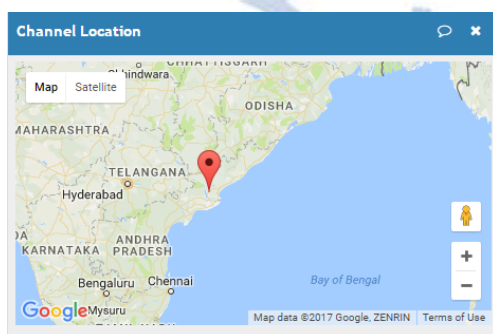 Channel Location
CHHATTISGARH
Chhindwara
Map Satellite
ODISHA
MAHARASHTRA
TELANGANA
Hyderabad
KARNATAKA
ANDHRA
PRADESH
Bengaluru Chennai
Bay of Bengal
Google
Mysuru
Map data ©2017 Google, ZENRIN Terms of Use